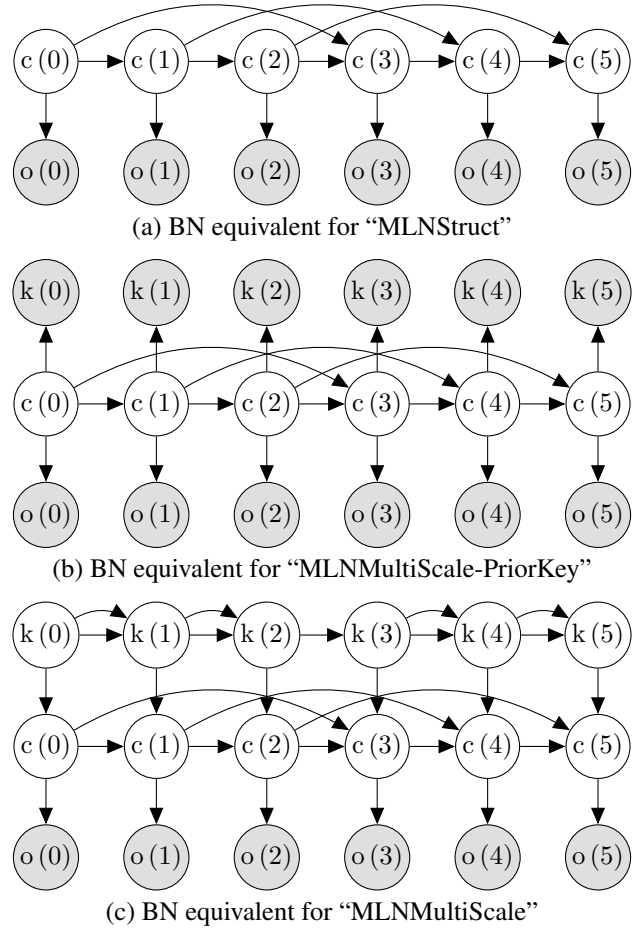 c (0) c (1) c (2) c (3) c (4) c (5)
o (0) o (1) o (2) o (3) o (4) o (5)
(a) BN equivalent for “MLNStruct”
k (0) k (1) k (2) k (3) k (4) k (5)
c (0) c (1) c (2) c (3) c (4) c (5)
o (0) o (1) o (2) o (3) o (4) o (5)
(b) BN equivalent for “MLNMultiScale-PriorKey”
k (0) k (1) k (2) k (3) k (4) k (5)
c (0) c (1) c (2) c (3) c (4) c (5)
o (0) o (1) o (2) o (3) o (4) o (5)
(c) BN equivalent for “MLNMultiScale”